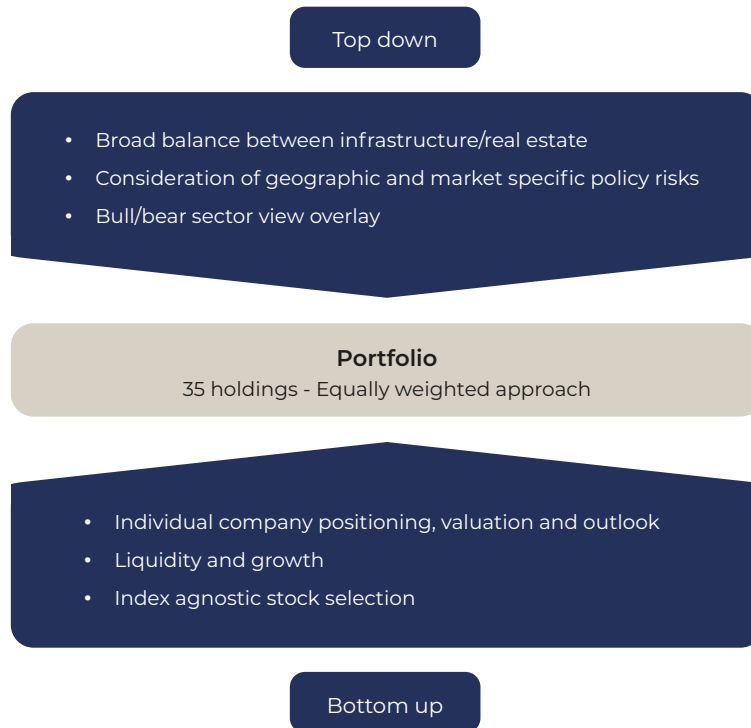 Top down
• Broad balance between infrastructure/real estate
• Consideration of geographic and market specific policy risks
• Bull/bear sector view overlay
Portfolio
35 holdings - Equally weighted approach
• Individual company positioning, valuation and outlook
• Liquidity and growth
• Index agnostic stock selection
Bottom up